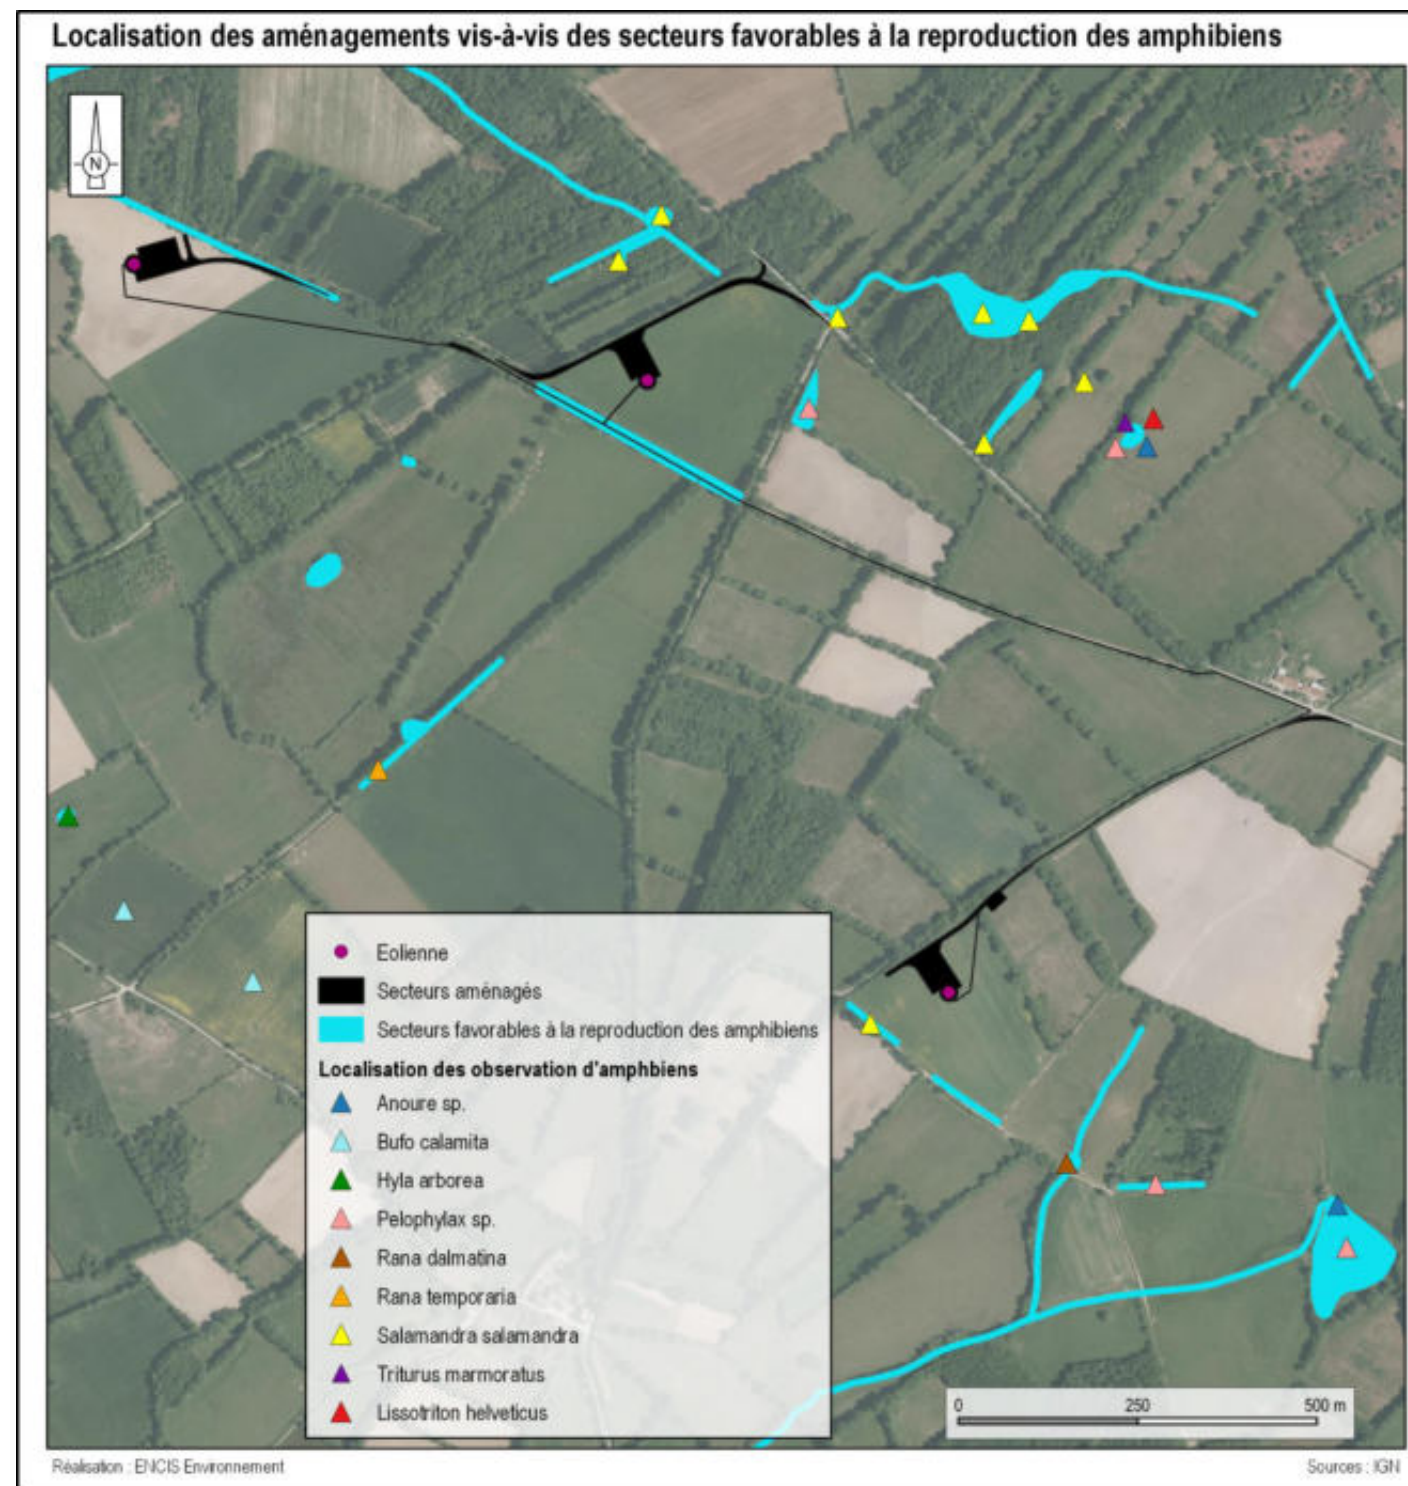 Localisation des aménagements vis-à-vis des secteurs favorables à la reproduction des amphibiens
N
Eolienne
Secteurs aménagés
Secteurs favorables à la reproduction des amphibiens
Localisation des observation d'amphbiens
Anoure sp.
Bufo calamita
Hyla arborea
Pelophylax sp.
Rana dalmatina
Rana temporaria
Salamandra salamandra
Triturus marmoratus
Lissotriton helveticus
0 250 500 m
Réalisation : ENCIS Environnement
Sources : IGN